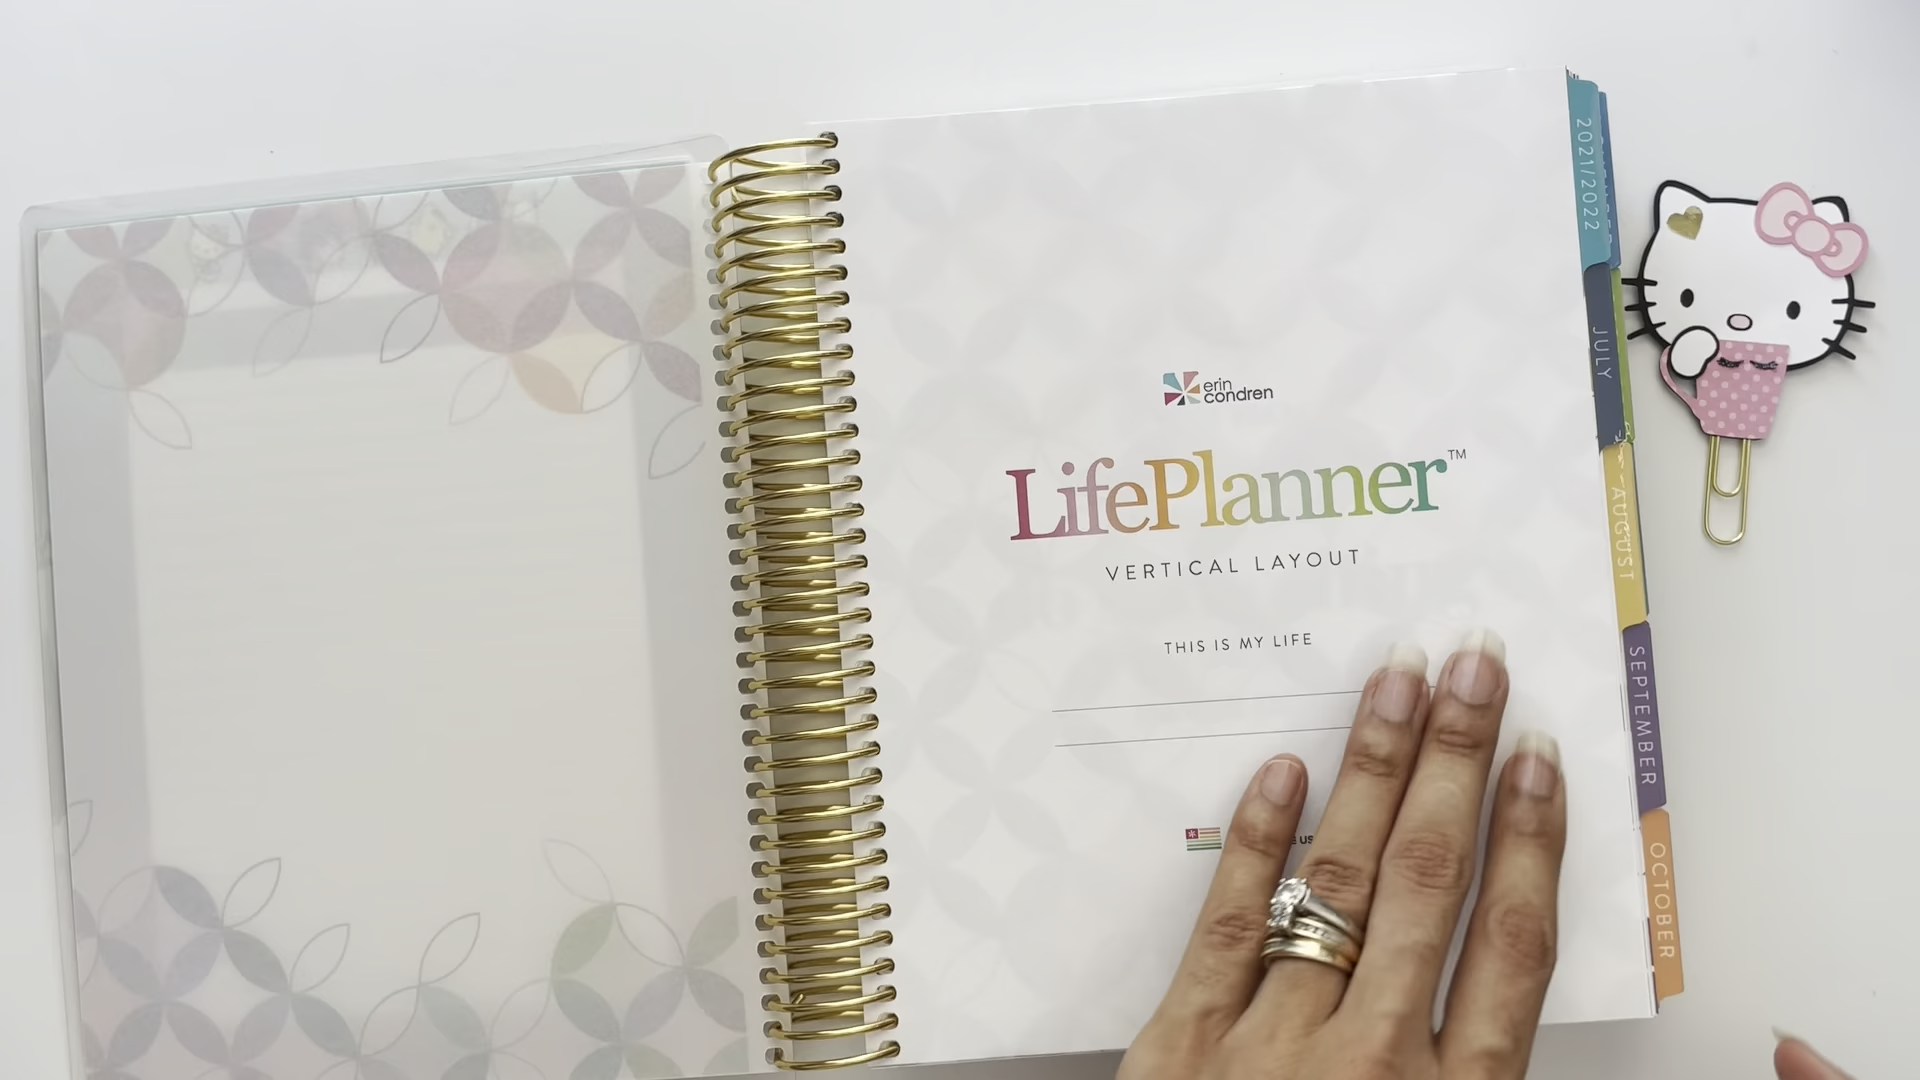 erin
condren
LifePlanner™
VERTICAL LAYOUT
THIS IS MY LIFE
2021/2022
JULY
AUGUST
SEPTEMBER
OCTOBER